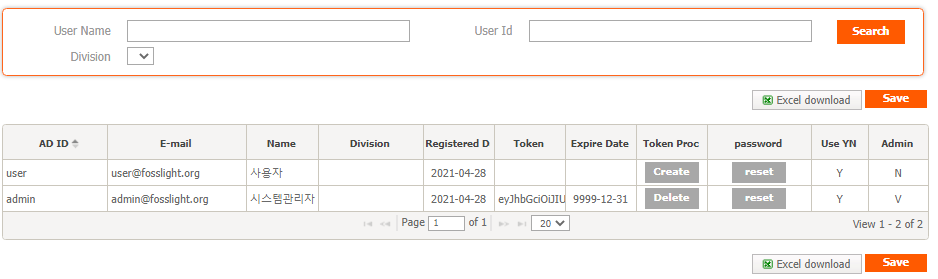 User Name User Id Search
Division
Excel download Save
AD ID E-mail Name Division Registered D Token Expire Date Token Proc password Use YN Admin
user user@fosslight.org 사용자 2021-04-28 Create reset Y N
admin admin@fosslight.org 시스템관리자 2021-04-28 eyJhbGciOiJIU 9999-12-31 Delete reset Y V
Page 1 of 1 20 View 1 - 2 of 2
Excel download Save